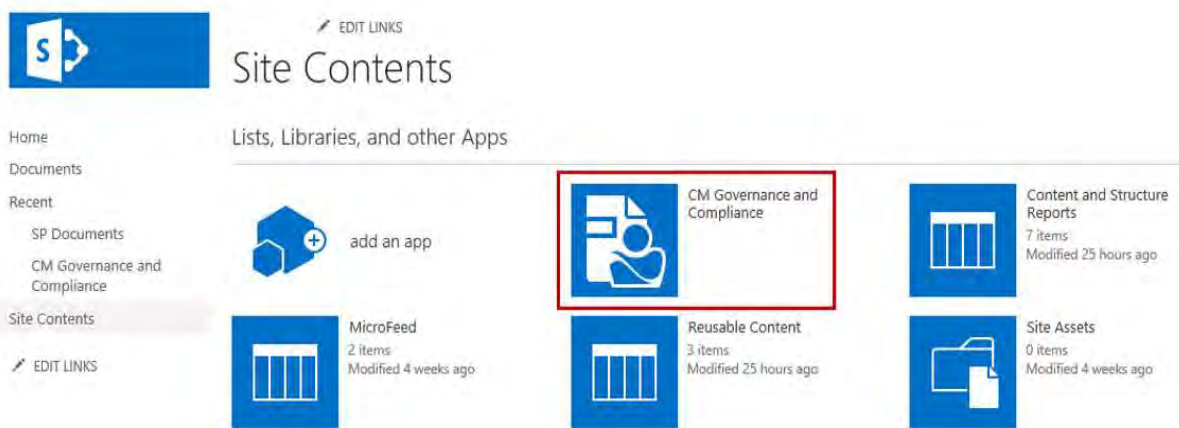 S
EDIT LINKS
Site Contents
Home
Documents
Recent
SP Documents
CM Governance and
Compliance
Site Contents
EDIT LINKS
Lists, Libraries, and other Apps
add an app
CM Governance and
Compliance
Content and Structure
Reports
7 items
Modified 25 hours ago
MicroFeed
2 items
Modified 4 weeks ago
Reusable Content
3 items
Modified 25 hours ago
Site Assets
0 items
Modified 4 weeks ago